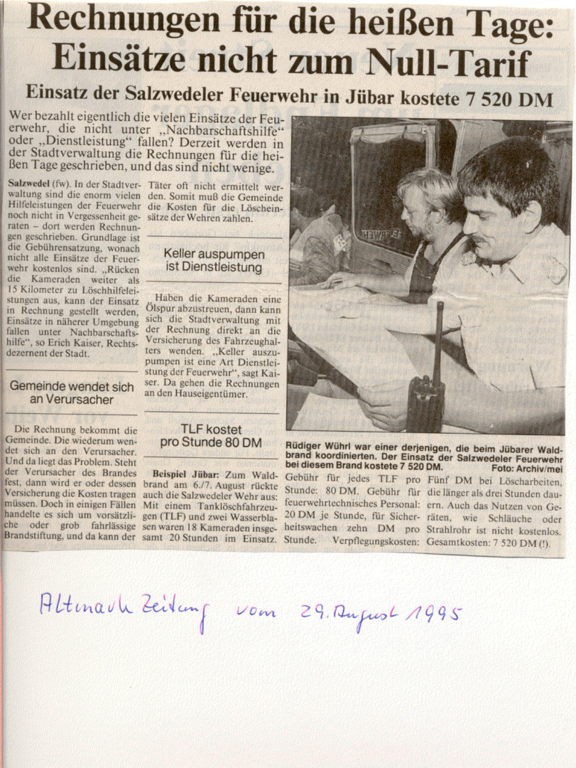 Rechnungen für die heißen Tage:
Einsätze nicht zum Null-Tarif
Einsatz der Salzwedeler Feuerwehr in Jübar kostete 7 520 DM
Wer bezahlt eigentlich die vielen Einsätze der Feu-
erwehr, die nicht unter „Nachbarschaftshilfe“
oder „Dienstleistung“ fallen? Derzeit werden in
der Stadtverwaltung die Rechnungen für die hei-
ßen Tage geschrieben, und das sind nicht wenige.
Salzwedel (fw). In der Stadtver-
waltung sind die enorm vielen
Hilfeleistungen der Feuerwehr
noch nicht in Vergessenheit ge-
raten – dort werden Rechnun-
gen geschrieben. Grundlage ist
die Gebührensatzung, wonach
nicht alle Einsätze der Feuer-
wehr kostenlos sind. „Rücken
die Kameraden weiter als
15 Kilometer zu Löschhilfelei-
stungen aus, kann der Einsatz
in Rechnung gestellt werden,
Einsätze in näherer Umgebung
fallen unter Nachbarschafts-
hilfe“, so Erich Kaiser, Rechts-
dezernent der Stadt.
Gemeinde wendet sich
an Verursacher
Die Rechnung bekommt die
Gemeinde. Die wiederum wen-
det sich an den Verursacher.
Und da liegt das Problem. Steht
der Verursacher des Brandes
fest, dann wird er oder dessen
Versicherung die Kosten tragen
müssen. Doch in einigen Fällen
handele es sich um vorsätzli-
che oder grob fahrlässige
Brandstiftung, und da kann der
Täter oft nicht ermittelt wer-
den. Somit muß die Gemeinde
die Kosten für die Löschein-
sätze der Wehren zahlen.
Keller auspumpen
ist Dienstleistung
Haben die Kameraden eine
Ölspur abzustreuen, dann kann
sich die Stadtverwaltung mit
der Rechnung direkt an die
Versicherung des Fahrzeughal-
ters wenden. „Keller auszu-
pumpen ist eine Art Dienstlei-
stung der Feuerwehr“, sagt Kai-
ser. Da gehen die Rechnungen
an den Hauseigentümer.
TLF kostet
pro Stunde 80 DM
Beispiel Jübar: Zum Wald-
brand am 6./7. August rückte
auch die Salzwedeler Wehr aus:
Mit einem Tanklöschfahrzeu-
gen (TLF) und zwei Wasserbla-
sen waren 18 Kameraden insge-
samt 20 Stunden im Einsatz.
Rüdiger Wühr war einer derjenigen, die beim Jübarer Wald-
brand koordinierten. Der Einsatz der Salzwedeler Feuerwehr
bei diesem Brand kostete 7 520 DM. Foto: Archiv/mei
Gebühr für jedes TLF pro
Stunde: 80 DM. Gebühr für
feuerwehrtechnisches Personal:
20 DM je Stunde, für Sicher-
heitswachen zehn DM pro
Stunde. Verpflegungskosten:
Fünf DM bei Löscharbeiten,
die länger als drei Stunden dau-
ern. Auch das Nutzen von Ge-
räten, wie Schläuche oder
Strahlrohr ist nicht kostenlos.
Gesamtkosten: 7 520 DM (!).
Altmark Zeitung vom 29. August 1995